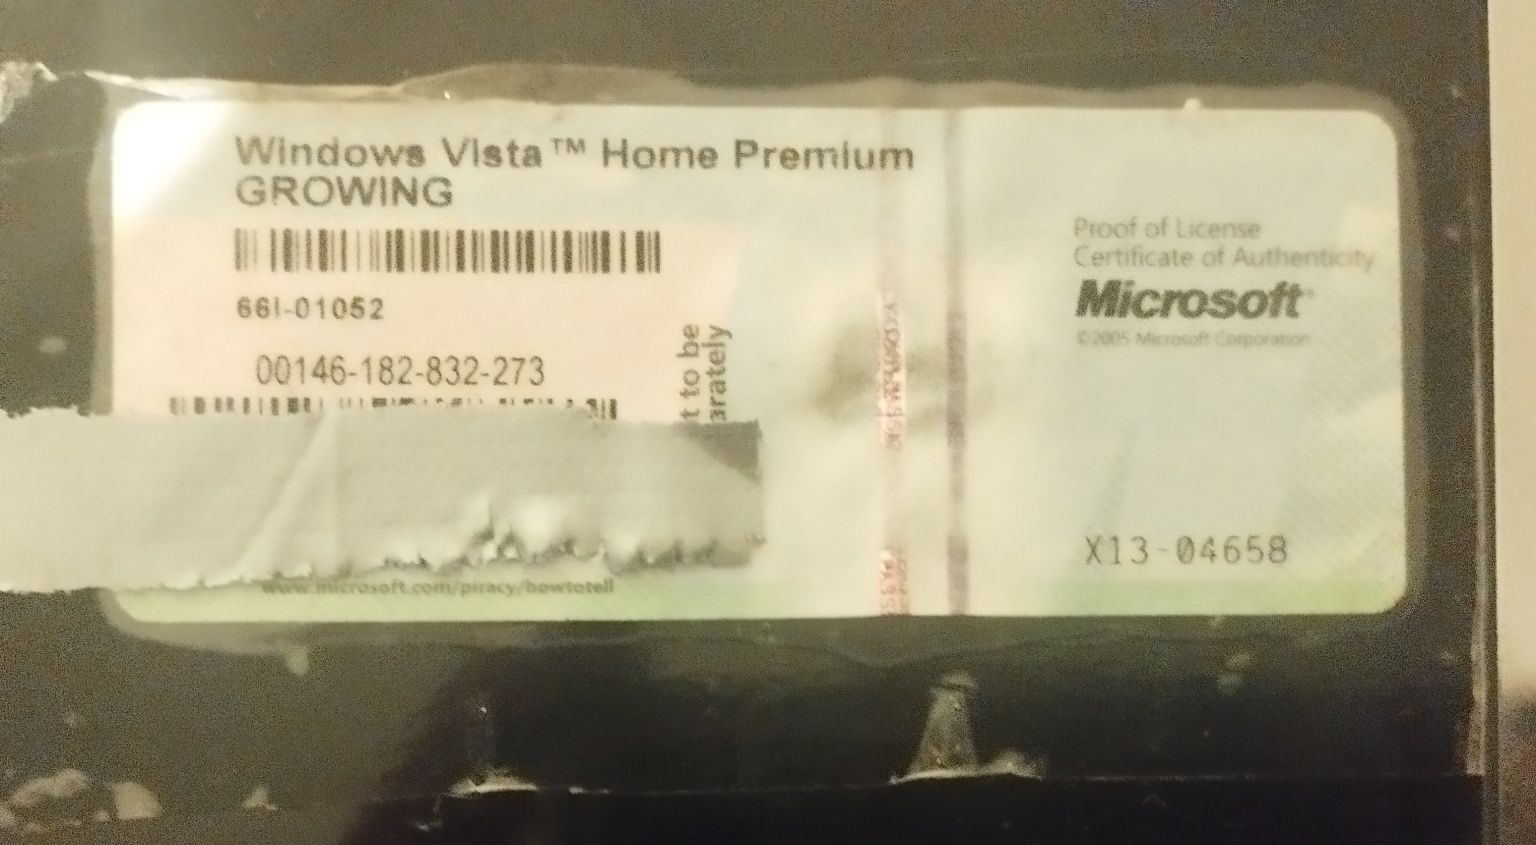 Windows Vista™ Home Premium
GROWING
66I-01052
00146-182-832-273
t to be
arately
www.microsoft.com/piracy/howtotell
Proof of License
Certificate of Authenticity
Microsoft
©2005 Microsoft Corporation
X13-04658